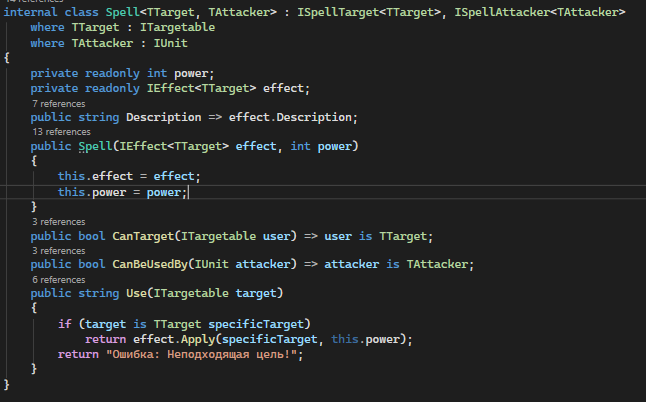 internal class Spell<TTarget, TAttacker> : ISpellTarget<TTarget>, ISpellAttacker<TAttacker>
    where TTarget : ITargetable
    where TAttacker : IUnit
{
    private readonly int power;
    private readonly IEffect<TTarget> effect;
    7 references
    public string Description => effect.Description;
    13 references
    public Spell(IEffect<TTarget> effect, int power)
    {
        this.effect = effect;
        this.power = power;
    }
    3 references
    public bool CanTarget(ITargetable user) => user is TTarget;
    3 references
    public bool CanBeUsedBy(IUnit attacker) => attacker is TAttacker;
    6 references
    public string Use(ITargetable target)
    {
        if (target is TTarget specificTarget)
            return effect.Apply(specificTarget, this.power);
        return "Ошибка: Неподходящая цель!";
    }
}